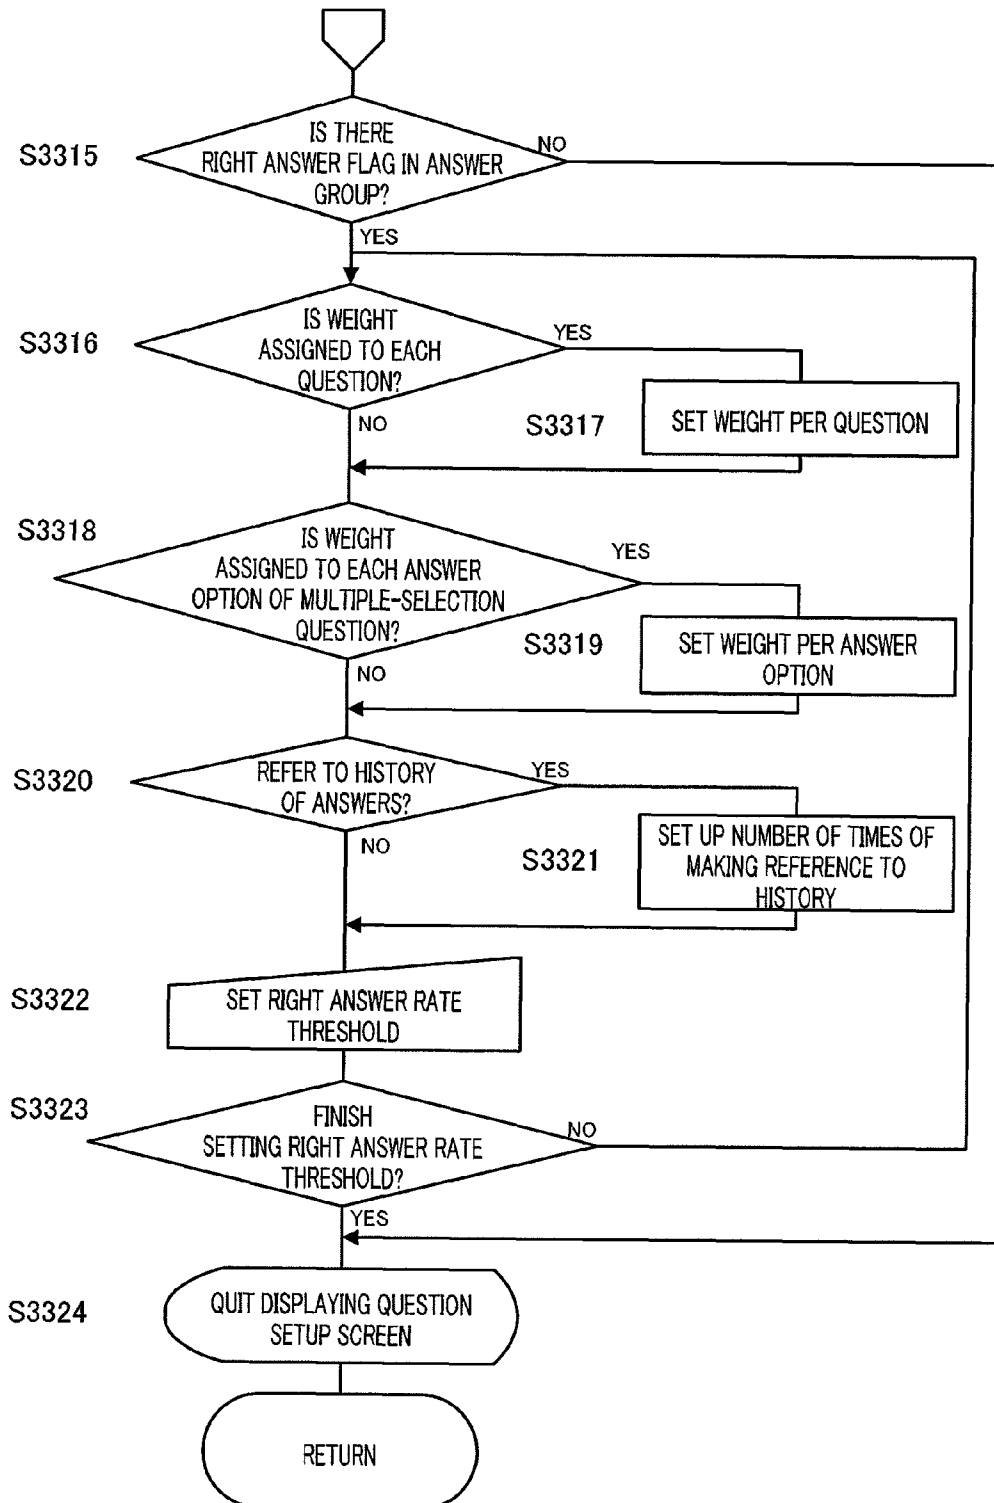 S3315
IS THERE
RIGHT ANSWER FLAG IN ANSWER
GROUP?
NO
YES
S3316
IS WEIGHT
ASSIGNED TO EACH
QUESTION?
YES
NO
S3317
SET WEIGHT PER QUESTION
S3318
IS WEIGHT
ASSIGNED TO EACH ANSWER
OPTION OF MULTIPLE-SELECTION
QUESTION?
YES
NO
S3319
SET WEIGHT PER ANSWER
OPTION
S3320
REFER TO HISTORY
OF ANSWERS?
YES
NO
S3321
SET UP NUMBER OF TIMES OF
MAKING REFERENCE TO
HISTORY
S3322
SET RIGHT ANSWER RATE
THRESHOLD
S3323
FINISH
SETTING RIGHT ANSWER RATE
THRESHOLD?
NO
YES
S3324
QUIT DISPLAYING QUESTION
SETUP SCREEN
RETURN